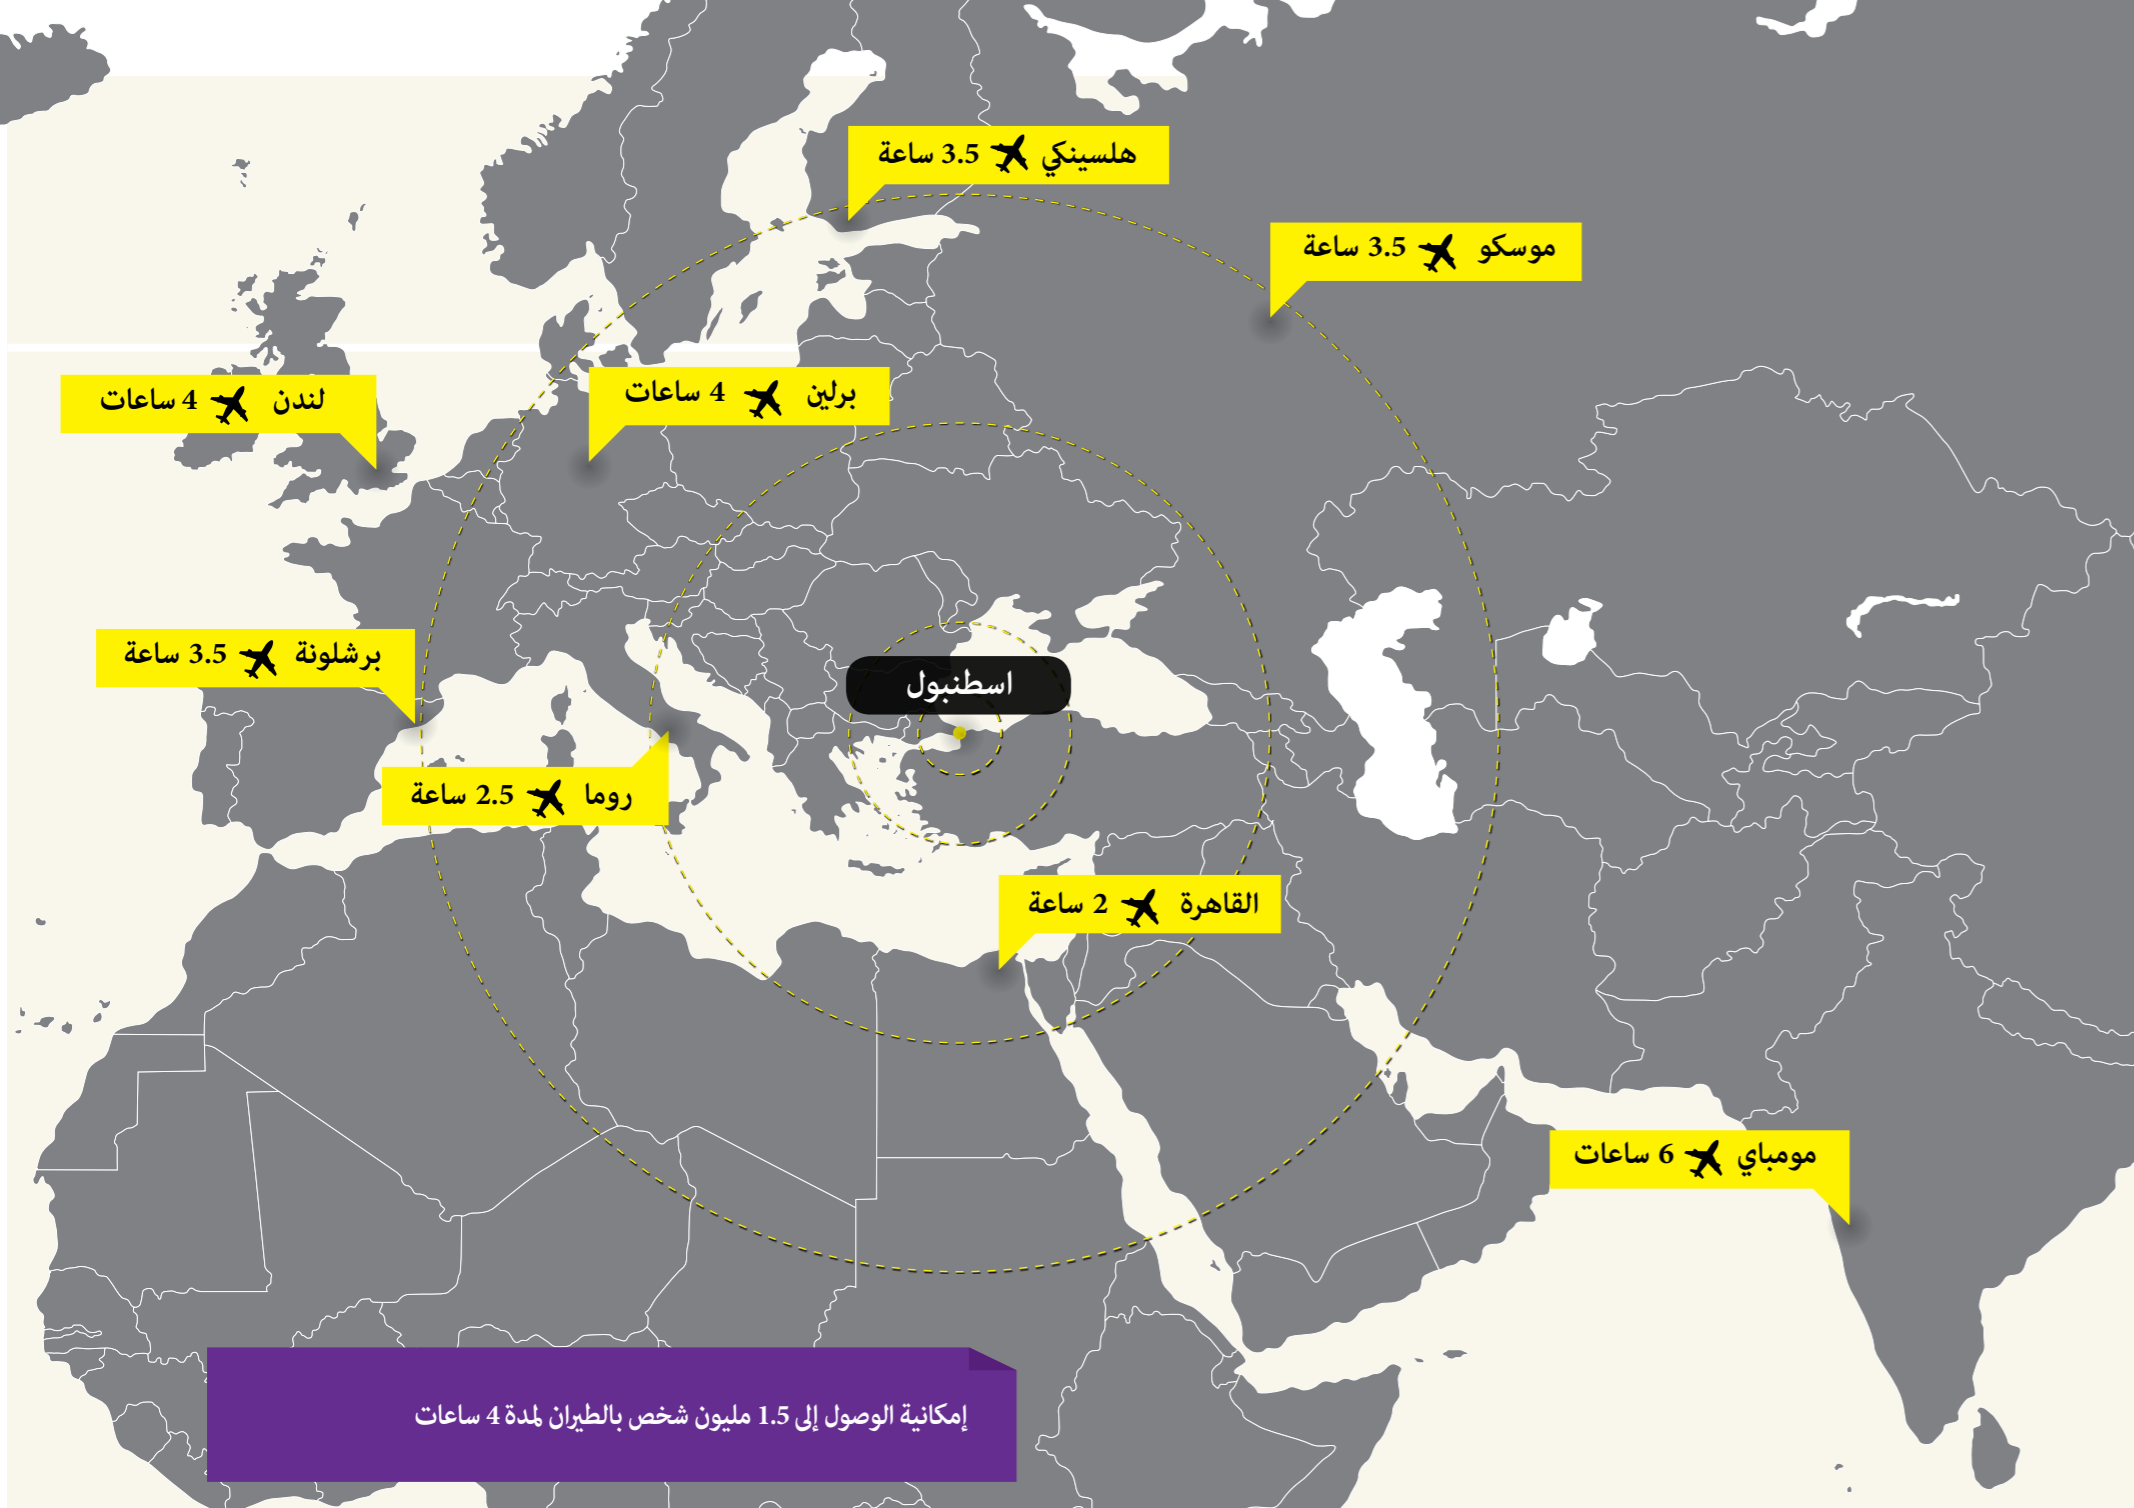 هلسينكي 3.5 ساعة
موسكو 3.5 ساعة
برلين 4 ساعات
لندن 4 ساعات
برشلونة 3.5 ساعة
اسطنبول
روما 2.5 ساعة
القاهرة 2 ساعة
مومباي 6 ساعات
إمكانية الوصول إلى 1.5 مليون شخص بالطيران لمدة 4 ساعات